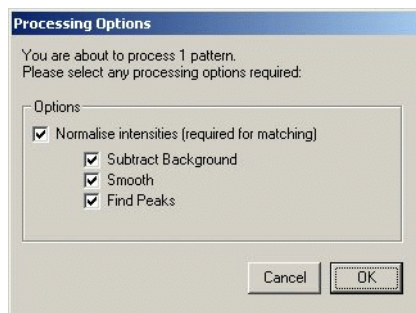 Processing Options
You are about to process 1 pattern.
Please select any processing options required:
Options
Normalise intensities (required for matching)
Subtract Background
Smooth
Find Peaks
Cancel
OK